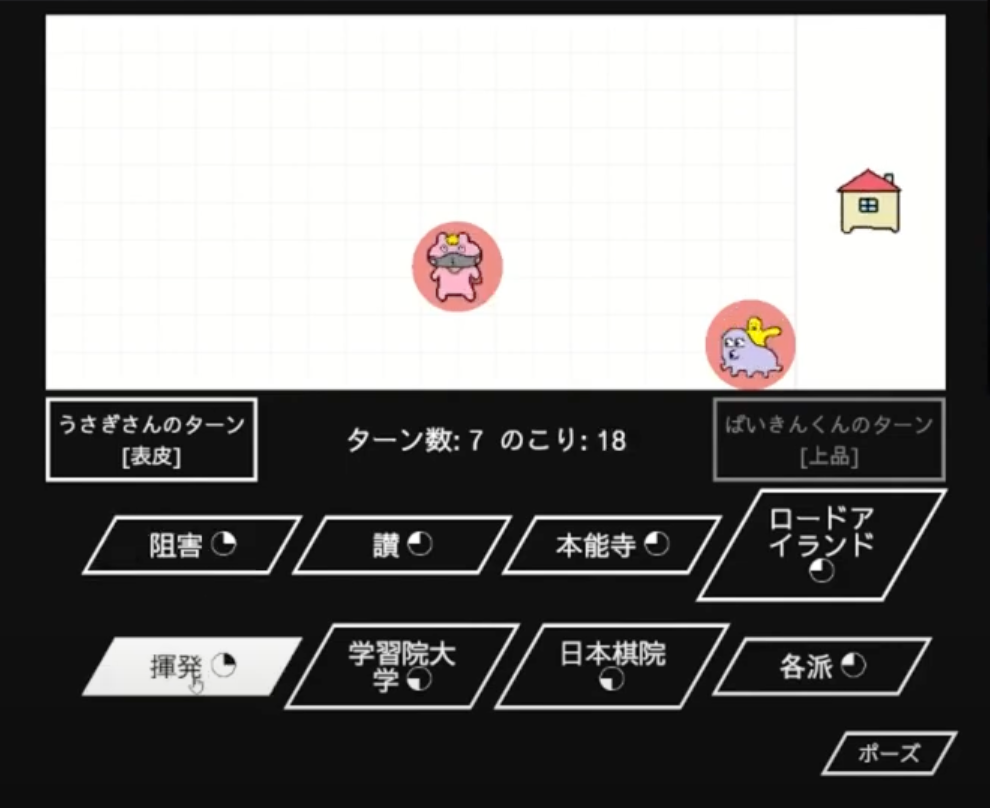 うさぎさんのターン
[表皮]
ターン数: 7 のこり: 18
ばいきんくんのターン
[上品]
阻害
讃
本能寺
ロードア
イランド
揮発
学習院大
学
日本棋院
各派
ポーズ